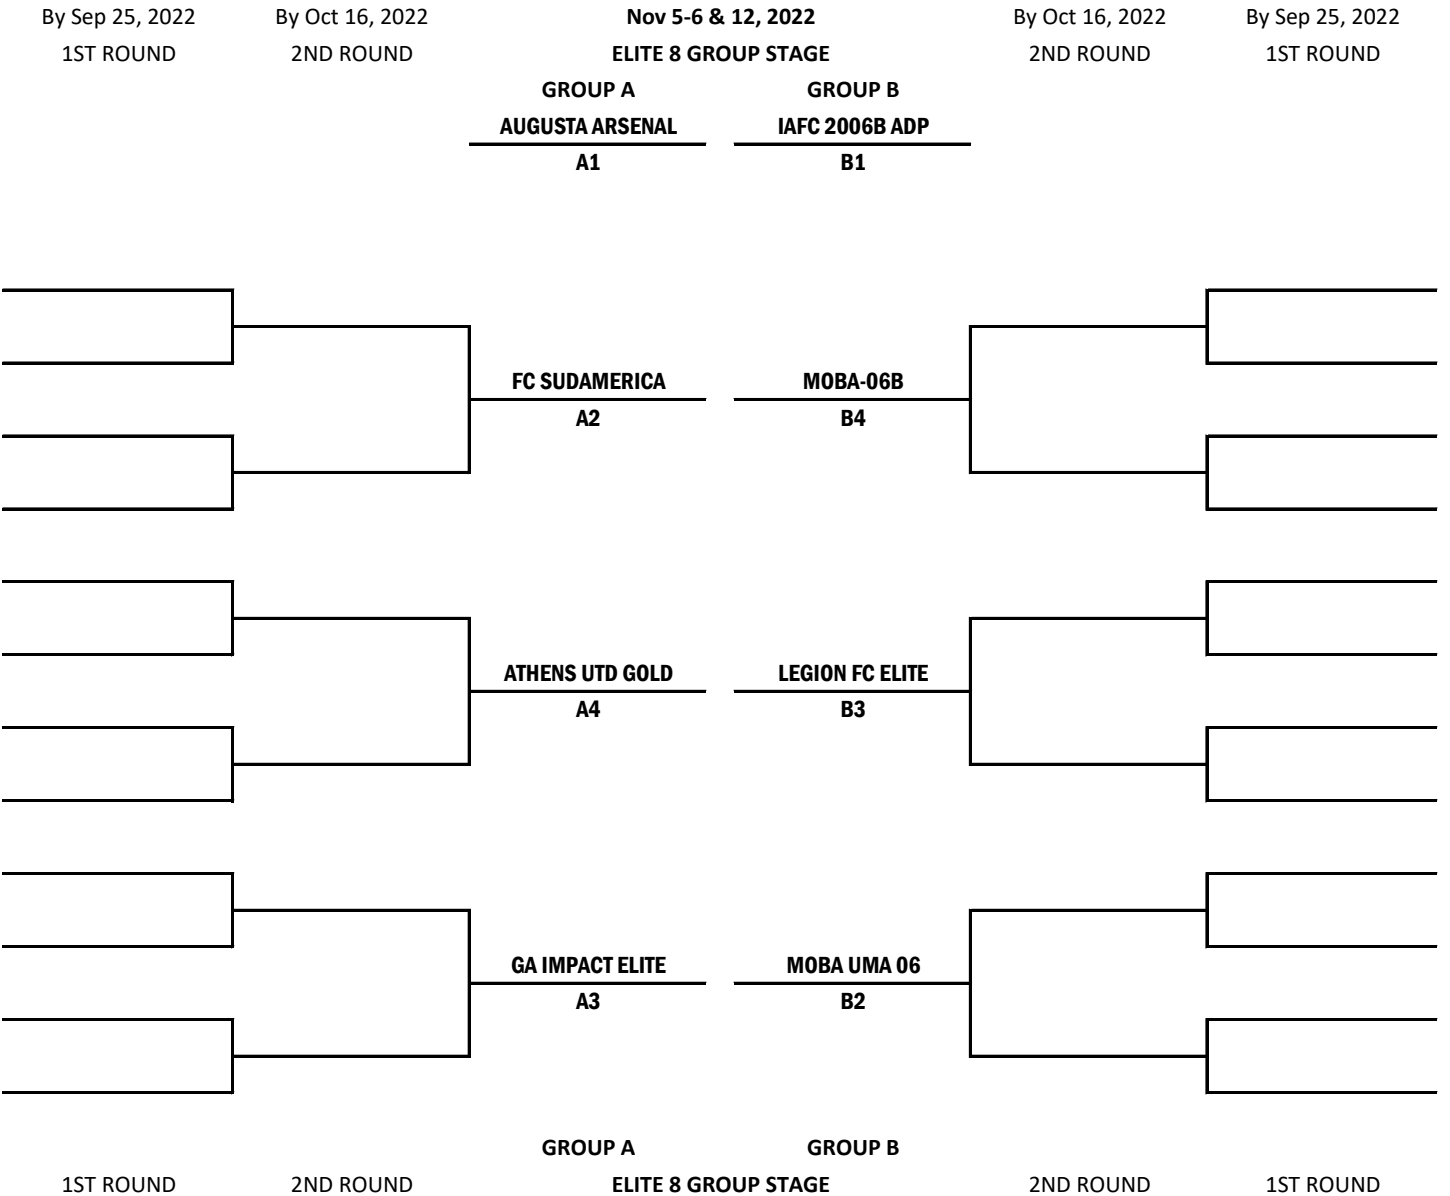 By Sep 25, 2022 By Oct 16, 2022 Nov 5-6 & 12, 2022 By Oct 16, 2022 By Sep 25, 2022
1ST ROUND 2ND ROUND ELITE 8 GROUP STAGE 2ND ROUND 1ST ROUND
GROUP A GROUP B
AUGUSTA ARSENAL IAFC 2006B ADP
A1 B1
FC SUDAMERICA MOBA-06B
A2 B4
ATHENS UTD GOLD LEGION FC ELITE
A4 B3
GA IMPACT ELITE MOBA UMA 06
A3 B2
GROUP A GROUP B
1ST ROUND 2ND ROUND ELITE 8 GROUP STAGE 2ND ROUND 1ST ROUND